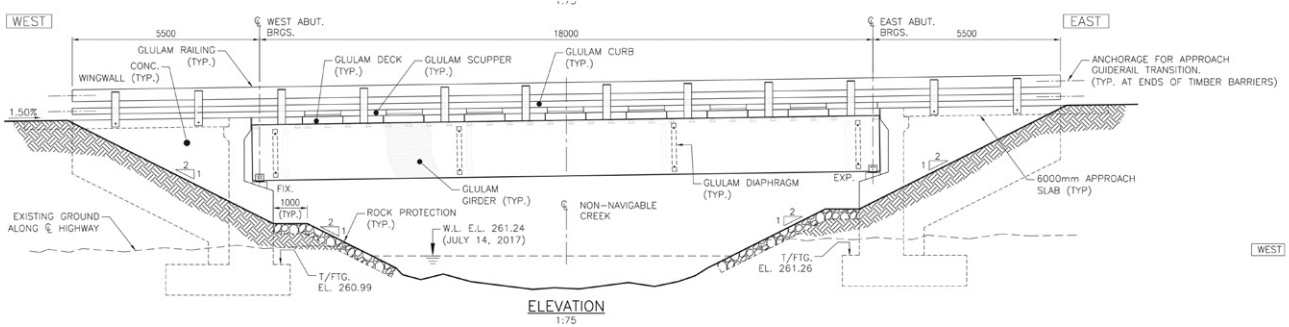 1:75
WEST
EAST
℄ WEST ABUT.
BRGS.
℄ EAST ABUT.
BRGS.
5500
18000
5500
GLULAM RAILING
(TYP.)
CONC.
WINGWALL (TYP.)
GLULAM DECK
(TYP.)
GLULAM SCUPPER
(TYP.)
GLULAM CURB
(TYP.)
ANCHORAGE FOR APPROACH
GUIDERAIL TRANSITION.
(TYP. AT ENDS OF TIMBER BARRIERS)
1.50%
2
1
2
1
FIX.
EXP.
1000
(TYP.)
GLULAM
GIRDER (TYP.)
GLULAM DIAPHRAGM
(TYP.)
6000mm APPROACH
SLAB (TYP)
EXISTING GROUND
ALONG ℄ HIGHWAY
ROCK PROTECTION
(TYP.)
2
1
2
1
W.L. E.L. 261.24
(JULY 14, 2017)
℄ NON-NAVIGABLE
CREEK
T/FTG.
EL. 260.99
T/FTG.
EL. 261.26
WEST
ELEVATION
1:75